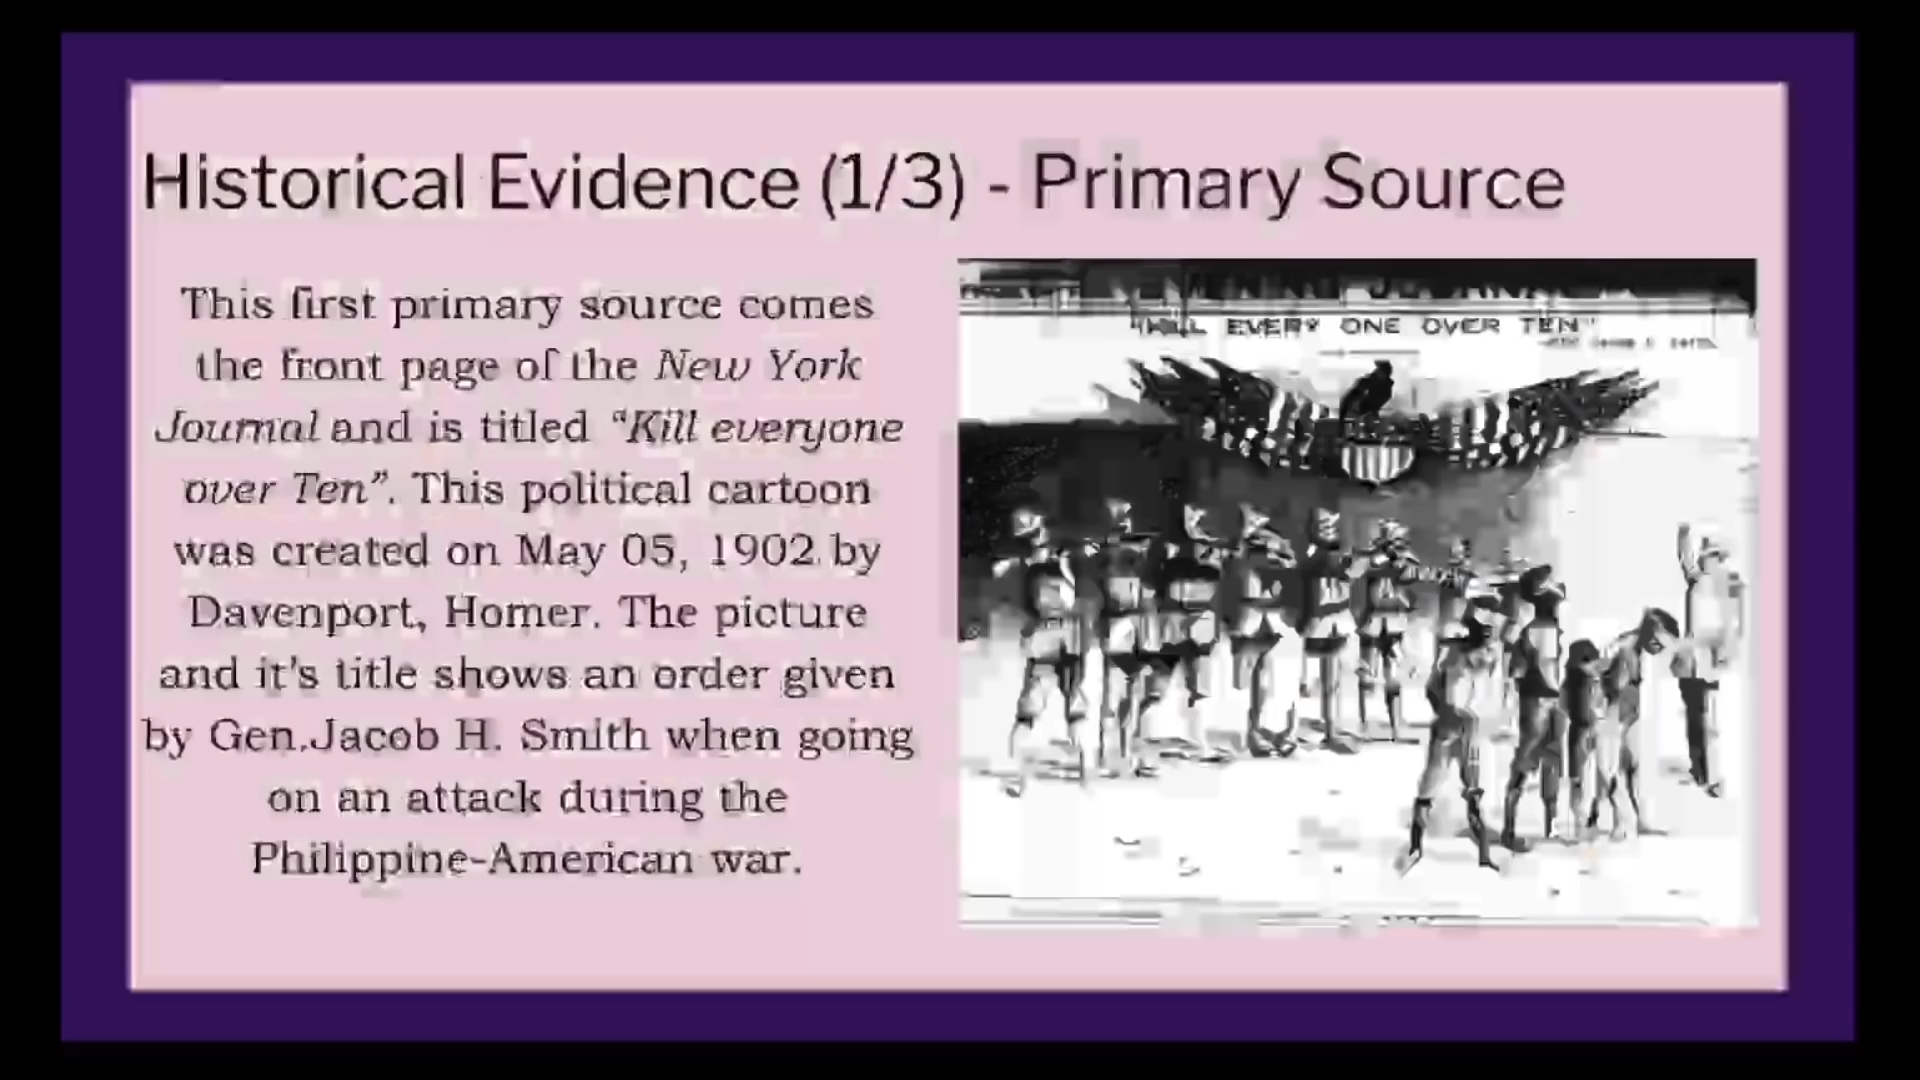 Historical Evidence (1/3) - Primary Source
This first primary source comes
the front page of the New York
Journal and is titled “Kill everyone
over Ten”. This political cartoon
was created on May 05, 1902 by
Davenport, Homer. The picture
and it's title shows an order given
by Gen.Jacob H. Smith when going
on an attack during the
Philippine-American war.
"KILL EVERY ONE OVER TEN"